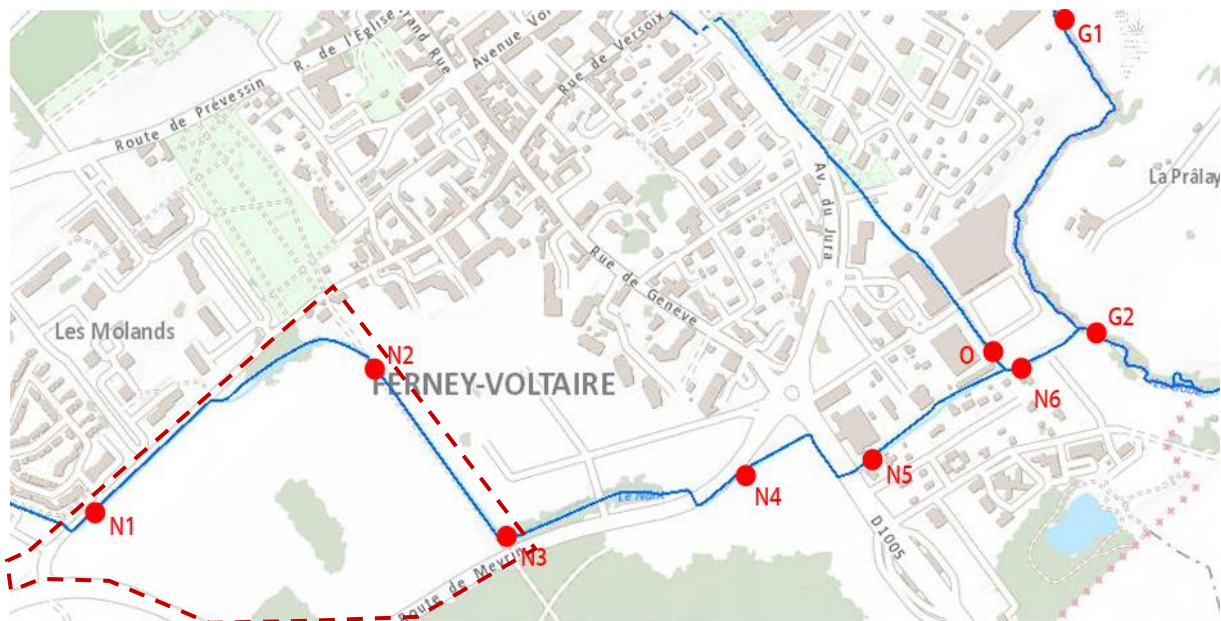 G1
R. de l'Eglise
Grand Rue
Avenue Vol
Rue de Versoix
Route de Prévessin
La Prâlay
Av. du Jura
Rue de Genève
Les Molands
G2
O
N2
FERNEY-VOLTAIRE
N6
N5
N4
Le Nant
N1
D1005
N3
Route de Meyrin